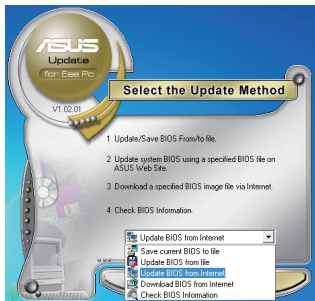 ASUS
Update
for Eee Pc
V1.02.01
Select the Update Method
1 Update/Save BIOS From/to file.
2 Update system BIOS using a specified BIOS file on
ASUS Web Site.
3 Download a specified BIOS image file via Internet.
4 Check BIOS Information.
Update BIOS from Internet
Save current BIOS to file
Update BIOS from file
Update BIOS from Internet
Download BIOS from Internet
Check BIOS Information